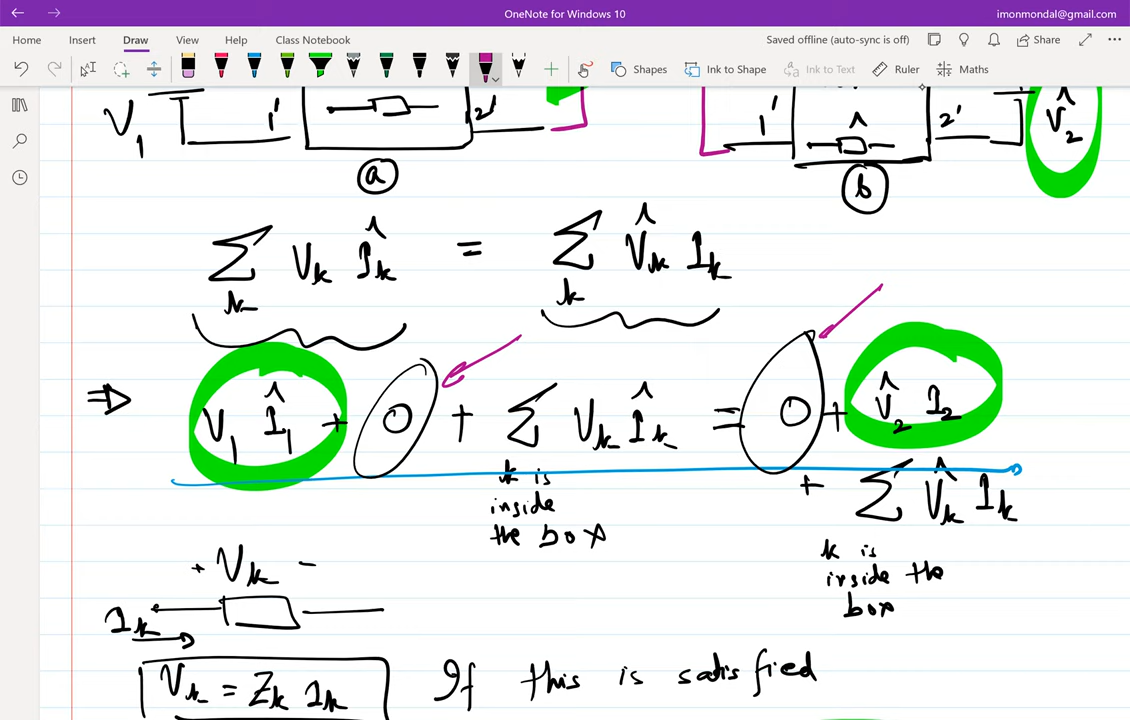 OneNote for Windows 10
imonmondal@gmail.com
Home Insert Draw View Help Class Notebook
Saved offline (auto-sync is off) Share
Shapes Ink to Shape Ink to Text Ruler Maths
V₁ 1' 2' 1' ^ 2' V̂₂
a b
∑ₖ Vₖ Îₖ = ∑ₖ V̂ₖ Iₖ
⇒ V₁ Î₁ + 0 + ∑ Vₖ Îₖ = 0 + V̂₂ I₂
k is
inside
the box
+ ∑ V̂ₖ Iₖ
k is
inside the
box
+ Vₖ −
Iₖ
Vₖ = Zₖ Iₖ If this is satisfied